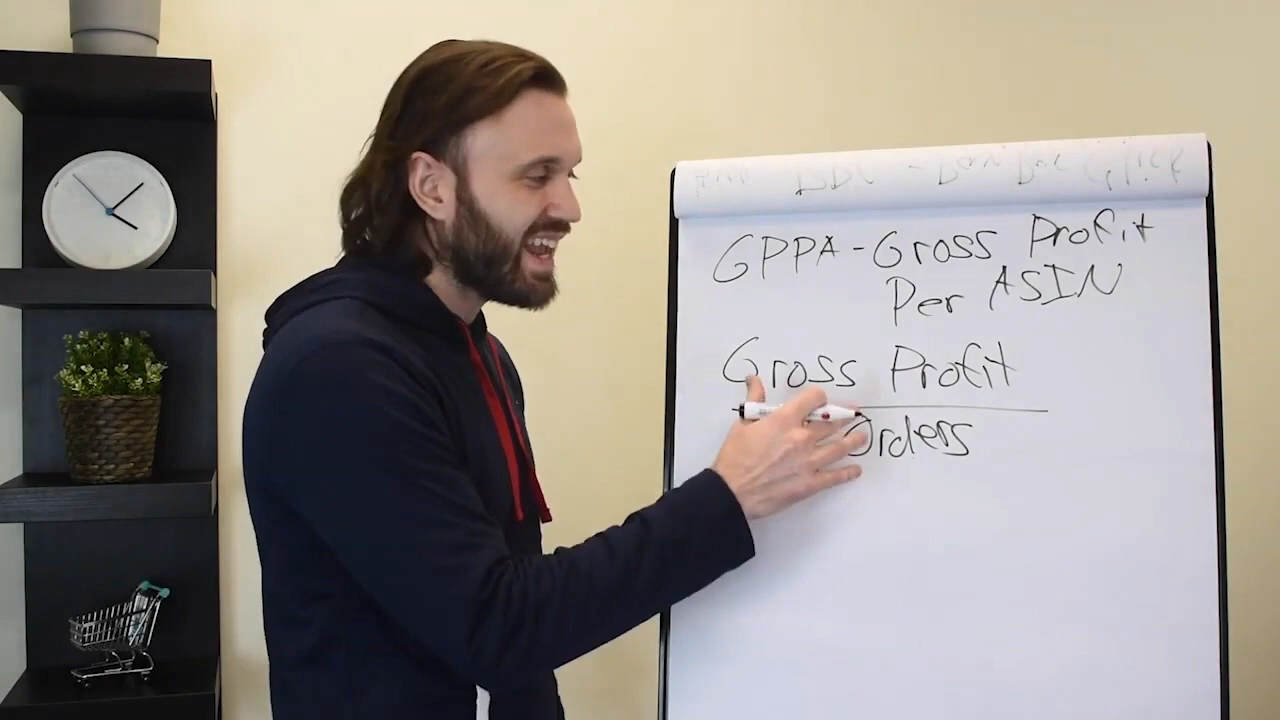 GPPA - Gross Profit
Per ASIN
Gross Profit
Orders